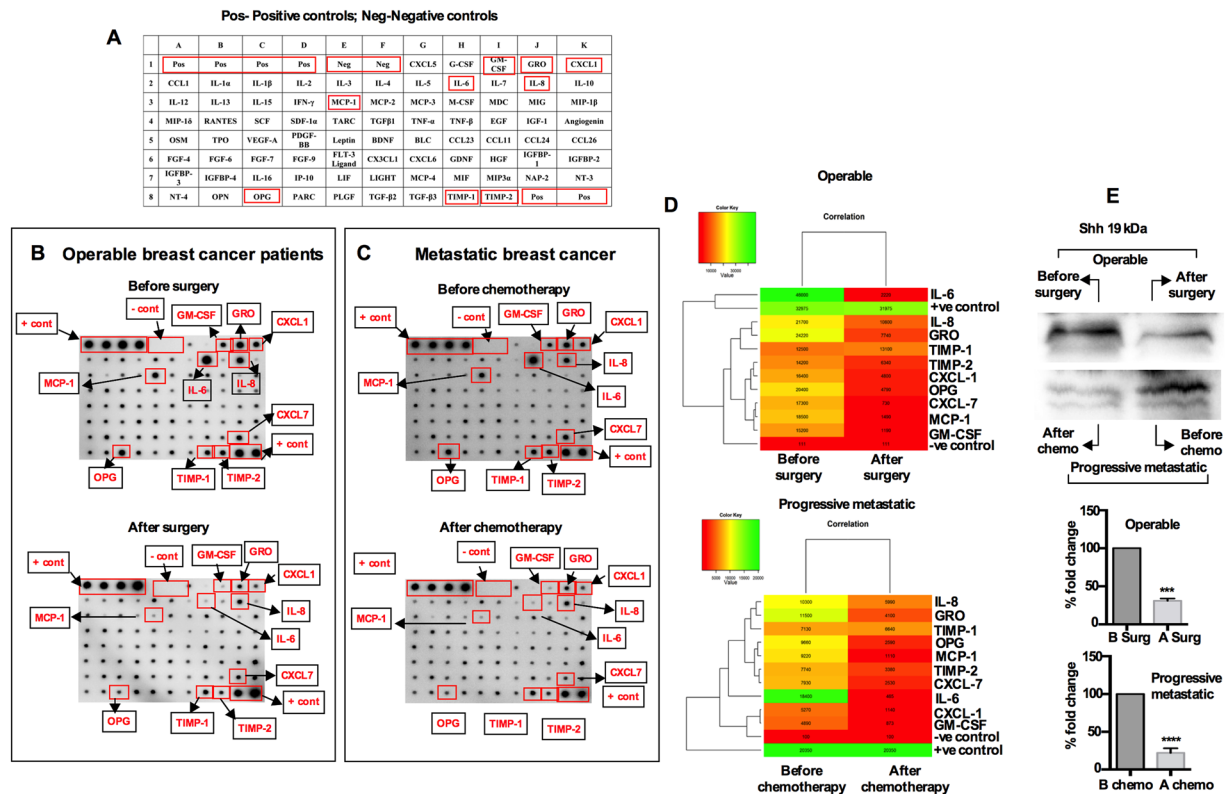 Pos- Positive controls; Neg-Negative controls
A
A B C D E F G H I J K
1 Pos Pos Pos Pos Neg Neg CXCL5 G-CSF GM-CSF GRO CXCL1
2 CCL1 IL-1α IL-1β IL-2 IL-3 IL-4 IL-5 IL-6 IL-7 IL-8 IL-10
3 IL-12 IL-13 IL-15 IFN-γ MCP-1 MCP-2 MCP-3 M-CSF MDC MIG MIP-1β
4 MIP-1δ RANTES SCF SDF-1α TARC TGFβ1 TNF-α TNF-β EGF IGF-1 Angiogenin
5 OSM TPO VEGF-A PDGF-BB Leptin BDNF BLC CCL23 CCL11 CCL24 CCL26
6 FGF-4 FGF-6 FGF-7 FGF-9 FLT-3 Ligand CX3CL1 CXCL6 GDNF HGF IGFBP-1 IGFBP-2
7 IGFBP-3 IGFBP-4 IL-16 IP-10 LIF LIGHT MCP-4 MIF MIP3α NAP-2 NT-3
8 NT-4 OPN OPG PARC PLGF TGF-β2 TGF-β3 TIMP-1 TIMP-2 Pos Pos
B Operable breast cancer patients
Before surgery
- cont
GM-CSF
GRO
+ cont
CXCL1
MCP-1
IL-6
IL-8
CXCL7
+ cont
OPG
TIMP-1
TIMP-2
After surgery
- cont
GM-CSF
GRO
+ cont
CXCL1
IL-8
MCP-1
IL-6
CXCL7
+ cont
OPG
TIMP-1
TIMP-2
C Metastatic breast cancer
Before chemotherapy
- cont
GM-CSF
GRO
+ cont
CXCL1
IL-8
MCP-1
IL-6
CXCL7
+ cont
OPG
TIMP-1
TIMP-2
After chemotherapy
- cont
GM-CSF
GRO
+ cont
CXCL1
IL-8
MCP-1
IL-6
CXCL7
+ cont
OPG
TIMP-1
TIMP-2
D
Operable
Color Key
Value
Correlation
IL-6
+ve control
IL-8
GRO
TIMP-1
TIMP-2
CXCL-1
OPG
CXCL-7
MCP-1
GM-CSF
-ve control
Before surgery
After surgery
Progressive metastatic
Color Key
Value
Correlation
IL-8
GRO
TIMP-1
OPG
MCP-1
TIMP-2
CXCL-7
IL-6
CXCL-1
GM-CSF
-ve control
+ve control
Before chemotherapy
After chemotherapy
E
Shh 19 kDa
Operable
Before surgery
After surgery
After chemo
Before chemo
Progressive metastatic
% fold change
150
100
50
0
Operable
***
B Surg A Surg
% fold change
150
100
50
0
Progressive metastatic
****
B chemo A chemo